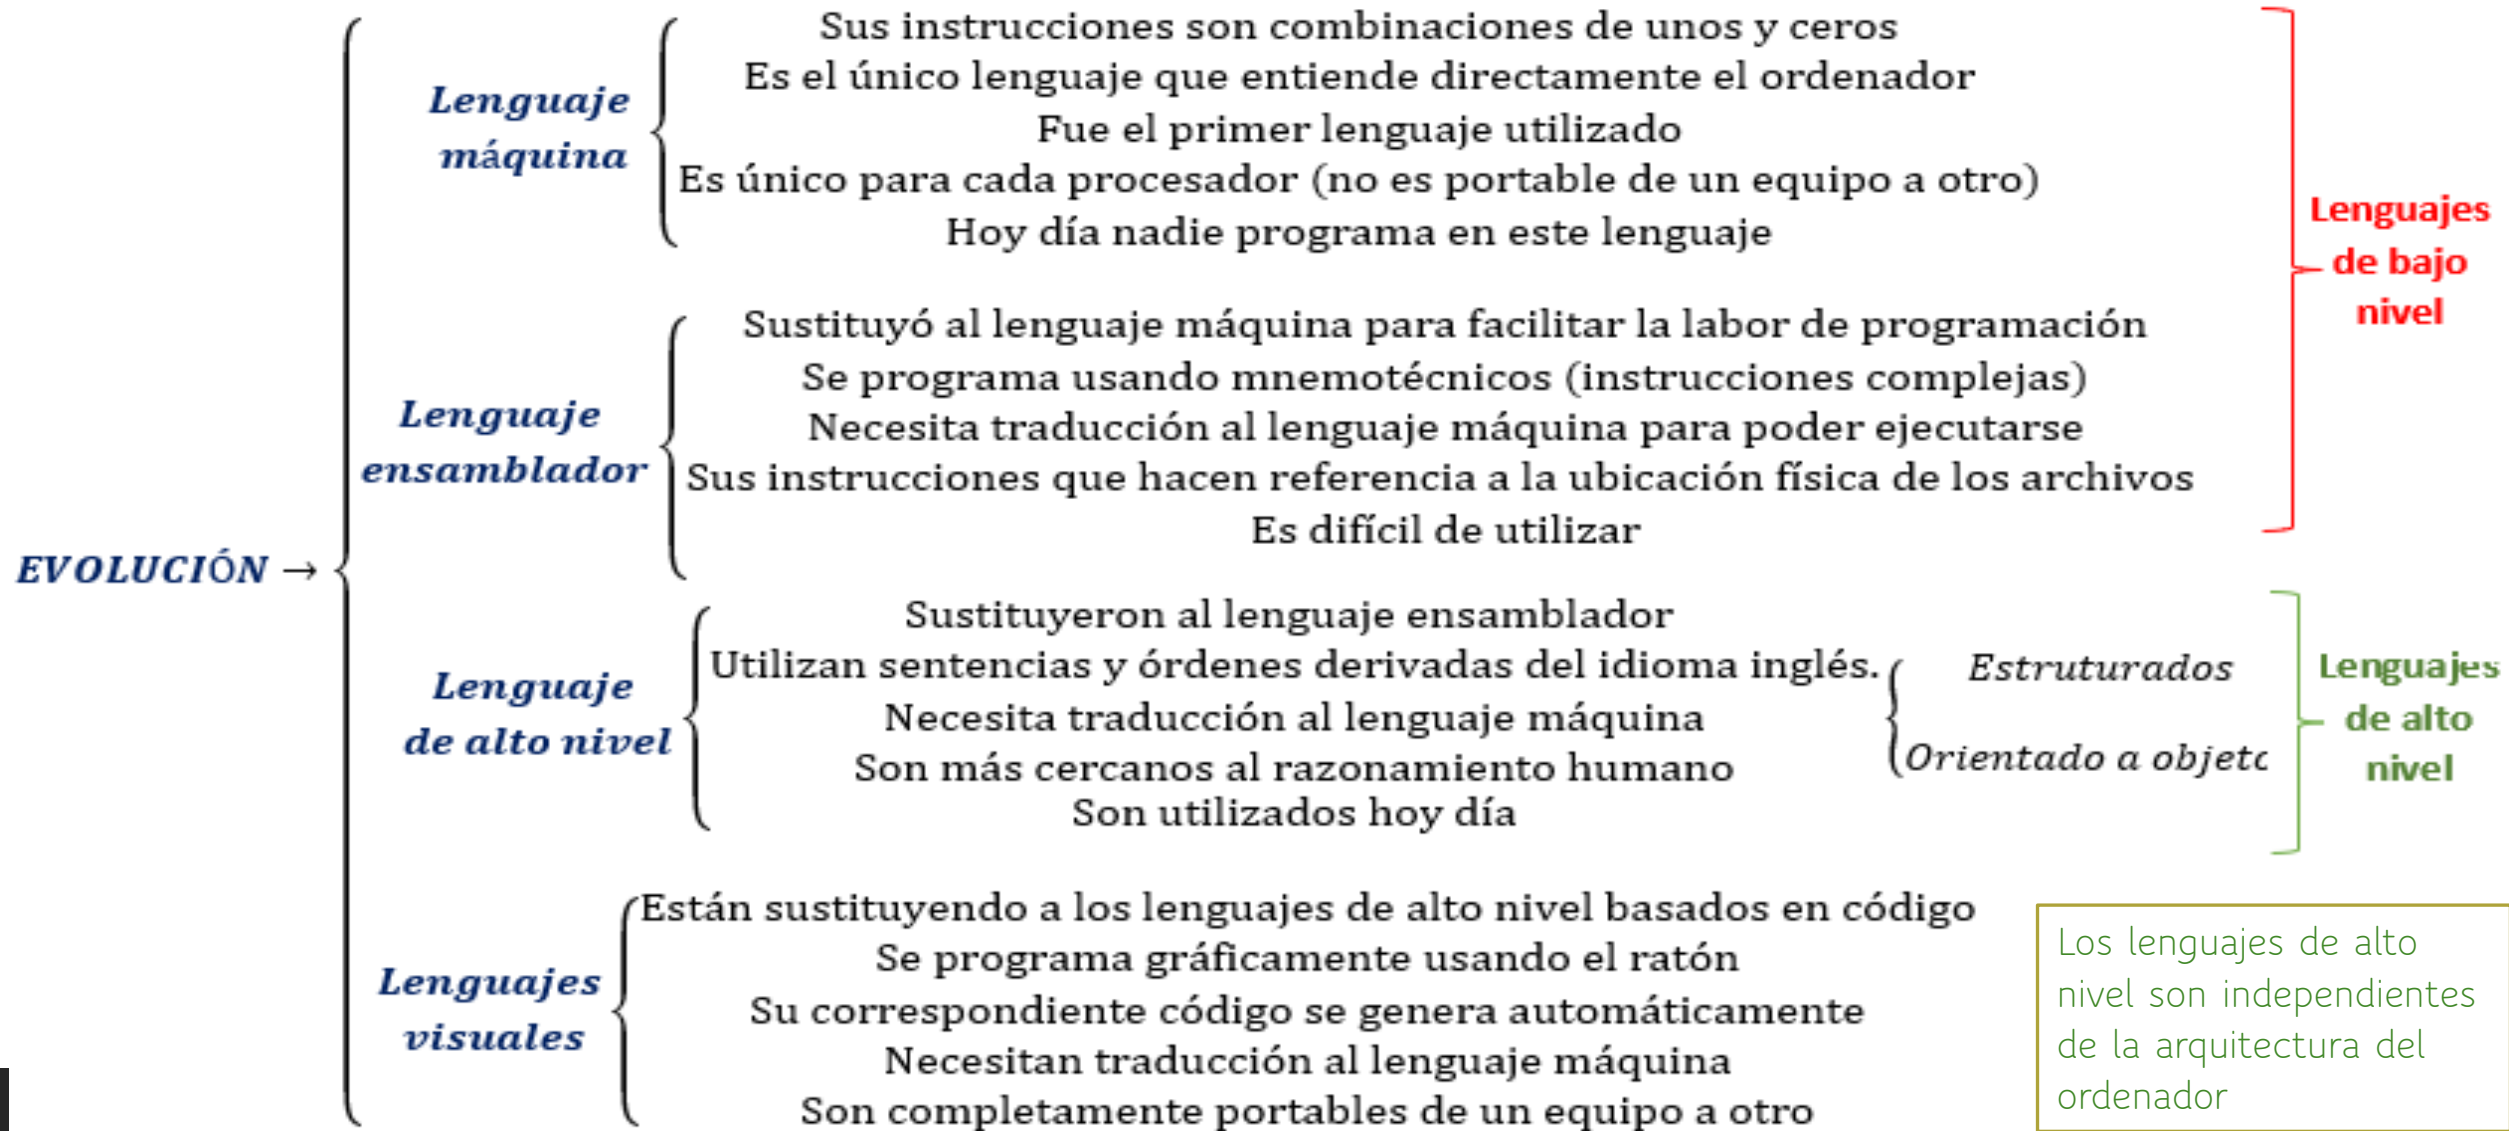 EVOLUCIÓN →
Lenguaje
máquina
Sus instrucciones son combinaciones de unos y ceros
Es el único lenguaje que entiende directamente el ordenador
Fue el primer lenguaje utilizado
Es único para cada procesador (no es portable de un equipo a otro)
Hoy día nadie programa en este lenguaje
Lenguaje
ensamblador
Sustituyó al lenguaje máquina para facilitar la labor de programación
Se programa usando mnemotécnicos (instrucciones complejas)
Necesita traducción al lenguaje máquina para poder ejecutarse
Sus instrucciones que hacen referencia a la ubicación física de los archivos
Es difícil de utilizar
Lenguajes
de bajo
nivel
Lenguaje
de alto nivel
Sustituyeron al lenguaje ensamblador
Utilizan sentencias y órdenes derivadas del idioma inglés.
Necesita traducción al lenguaje máquina
Son más cercanos al razonamiento humano
Son utilizados hoy día
Estruturados
Orientado a objeto
Lenguajes
de alto
nivel
Lenguajes
visuales
Están sustituyendo a los lenguajes de alto nivel basados en código
Se programa gráficamente usando el ratón
Su correspondiente código se genera automáticamente
Necesitan traducción al lenguaje máquina
Son completamente portables de un equipo a otro
Los lenguajes de alto
nivel son independientes
de la arquitectura del
ordenador